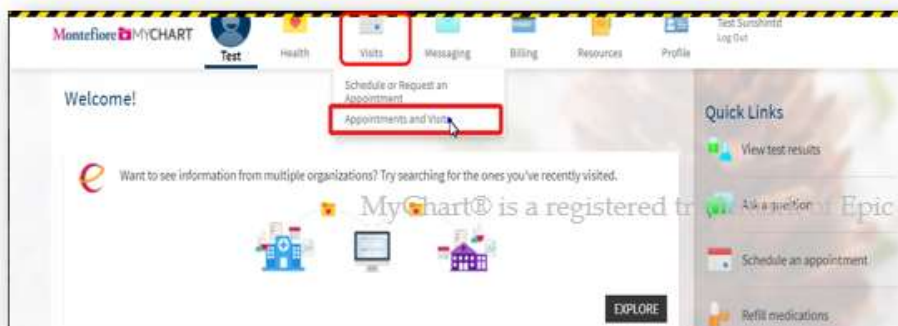 Montefiore MYCHART
Test
Health
Visits
Messaging
Billing
Resources
Profile
Test Sunshintd
Log Out
Schedule or Request an
Appointment
Appointments and Visits
Welcome!
Want to see information from multiple organizations? Try searching for the ones you've recently visited.
EXPLORE
Quick Links
View test results
Ask a question
Schedule an appointment
Refill medications
MyChart® is a registered of Epic